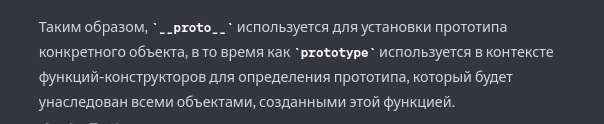 Таким образом, `__proto__` используется для установки прототипа
конкретного объекта, в то время как `prototype` используется в контексте
функций-конструкторов для определения прототипа, который будет
унаследован всеми объектами, созданными этой функцией.